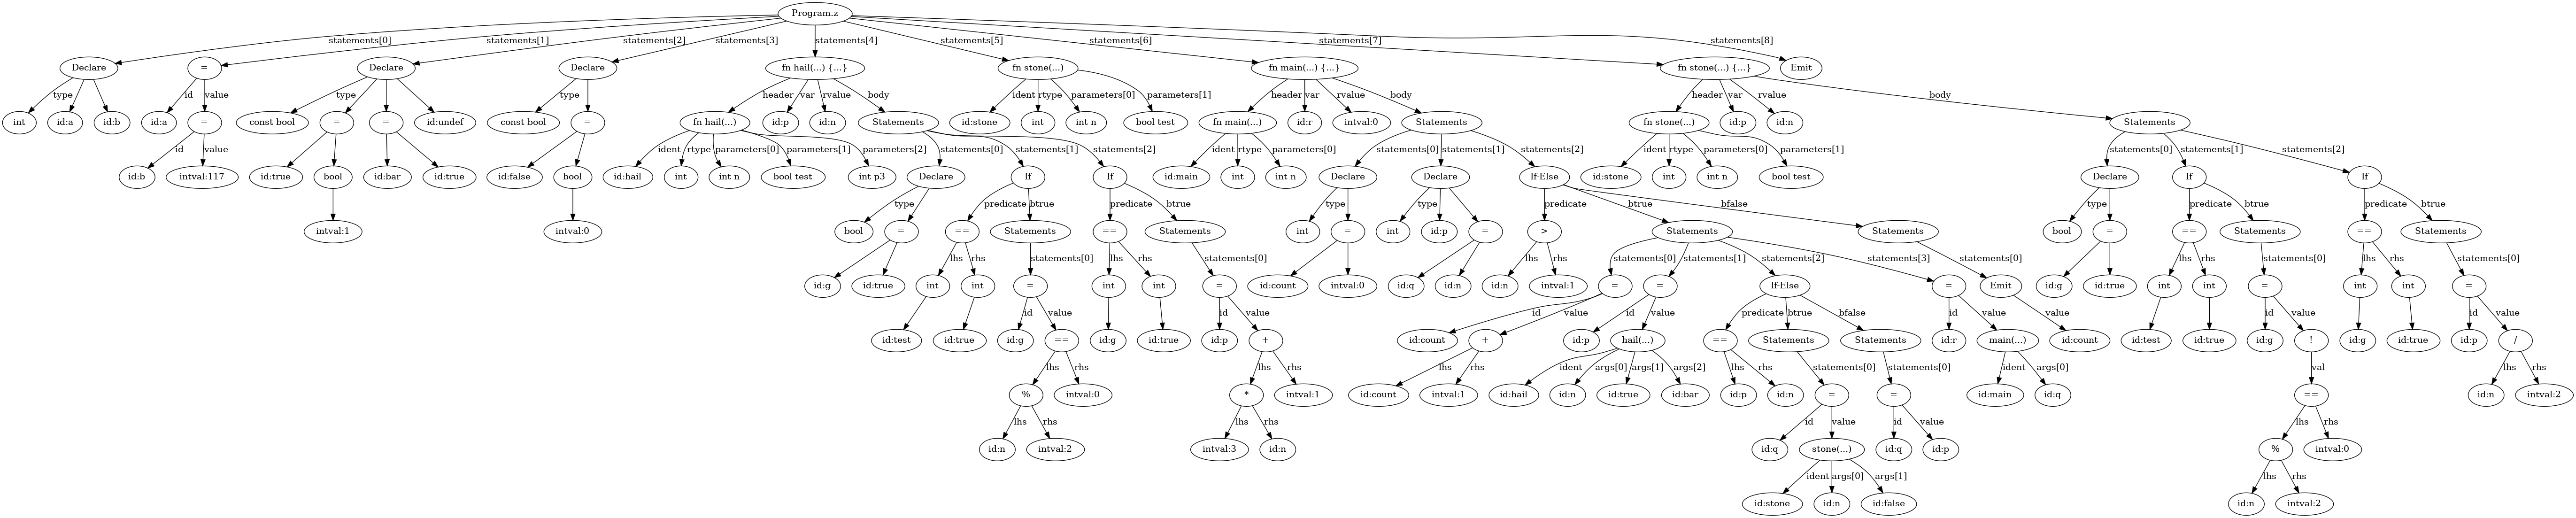 Program.z
statements[0] statements[1] statements[2] statements[3] statements[4] statements[5] statements[6] statements[7] statements[8]
Declare = Declare Declare fn hail(...) {...} fn stone(...) fn main(...) {...} fn stone(...) {...} Emit
type id value type type header var rvalue body ident rtype parameters[0] parameters[1] header var rvalue body header var rvalue body
int id:a id:b id:a = const bool = = id:undef const bool = fn hail(...) id:p id:n Statements id:stone int int n bool test fn main(...) id:r intval:0 Statements fn stone(...) id:p id:n Statements
id value ident rtype parameters[0] parameters[1] parameters[2] statements[0] statements[1] statements[2] ident rtype parameters[0] statements[0] statements[1] statements[2] ident rtype parameters[0] parameters[1] statements[0] statements[1] statements[2]
id:b intval:117 id:true bool id:bar id:true id:false bool id:hail int int n bool test int p3 Declare If If id:main int int n Declare Declare If-Else id:stone int int n bool test Declare If If
type predicate btrue predicate btrue type type predicate btrue bfalse type predicate btrue predicate btrue
intval:1 intval:0 bool = == Statements == Statements int = int id:p = > Statements Statements bool = == Statements == Statements
lhs rhs statements[0] lhs rhs statements[0] lhs rhs statements[0] statements[1] statements[2] statements[3] statements[0] lhs rhs statements[0] lhs rhs statements[0]
id:g id:true int int = int int = id:count intval:0 id:q id:n id:n intval:1 = = If-Else = Emit id:g id:true int int = int int =
id value id value id value id value predicate btrue bfalse id value value id value id value
id:test id:true id:g == id:g id:true id:p + id:count + id:p hail(...) == Statements Statements id:r main(...) id:count id:test id:true id:g ! id:g id:true id:p /
lhs rhs lhs rhs lhs rhs ident args[0] args[1] args[2] lhs rhs statements[0] statements[0] ident args[0] val lhs rhs
% intval:0 * intval:1 id:count intval:1 id:hail id:n id:true id:bar id:p id:n = = id:main id:q == id:n intval:2
lhs rhs lhs rhs id value id value lhs rhs
id:n intval:2 intval:3 id:n id:q stone(...) id:q id:p % intval:0
ident args[0] args[1] lhs rhs
id:stone id:n id:false id:n intval:2